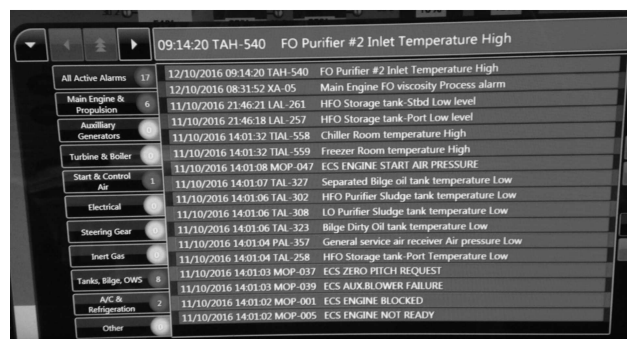 09:14:20 TAH-540 FO Purifier #2 Inlet Temperature High
All Active Alarms 17
Main Engine & Propulsion 6
Auxilliary Generators 0
Turbine & Boiler 0
Start & Control Air 1
Electrical 0
Steering Gear 0
Inert Gas 0
Tanks, Bilge, OWS 8
A/C & Refrigeration 2
Other 0
12/10/2016 09:14:20 TAH-540 FO Purifier #2 Inlet Temperature High
12/10/2016 08:31:52 XA-05 Main Engine FO viscosity Process alarm
11/10/2016 21:46:21 LAL-261 HFO Storage tank-Stbd Low level
11/10/2016 21:46:18 LAL-257 HFO Storage tank-Port Low level
11/10/2016 14:01:32 TIAL-558 Chiller Room temperature High
11/10/2016 14:01:32 TIAL-559 Freezer Room temperature High
11/10/2016 14:01:08 MOP-047 ECS ENGINE START AIR PRESSURE
11/10/2016 14:01:07 TAL-327 Separated Bilge oil tank temperature Low
11/10/2016 14:01:06 TAL-302 HFO Purifier Sludge tank temperature Low
11/10/2016 14:01:06 TAL-308 LO Purifier Sludge tank temperature Low
11/10/2016 14:01:06 TAL-323 Bilge Dirty Oil tank temperature Low
11/10/2016 14:01:04 PAL-357 General service air receiver Air pressure Low
11/10/2016 14:01:04 TAL-258 HFO Storage tank-Port Temperature Low
11/10/2016 14:01:03 MOP-037 ECS ZERO PITCH REQUEST
11/10/2016 14:01:03 MOP-039 ECS AUX.BLOWER FAILURE
11/10/2016 14:01:02 MOP-001 ECS ENGINE BLOCKED
11/10/2016 14:01:02 MOP-005 ECS ENGINE NOT READY